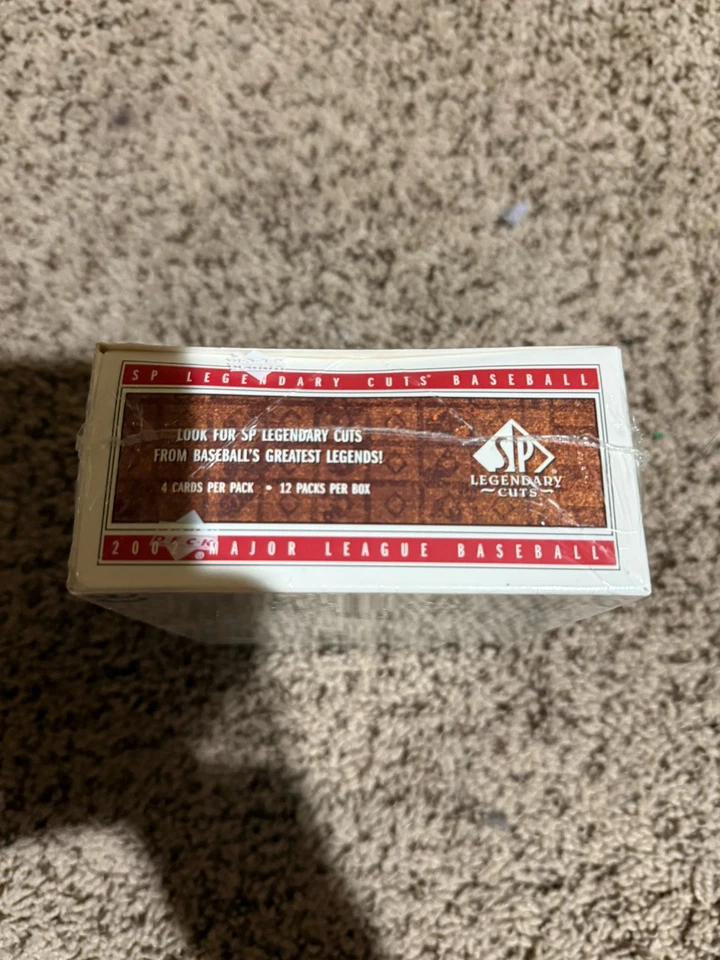 SP LEGENDARY CUTS BASEBALL
LOOK FOR SP LEGENDARY CUTS
FROM BASEBALL'S GREATEST LEGENDS!
4 CARDS PER PACK • 12 PACKS PER BOX
SP
LEGENDARY
~CUTS~
MAJOR LEAGUE BASEBALL